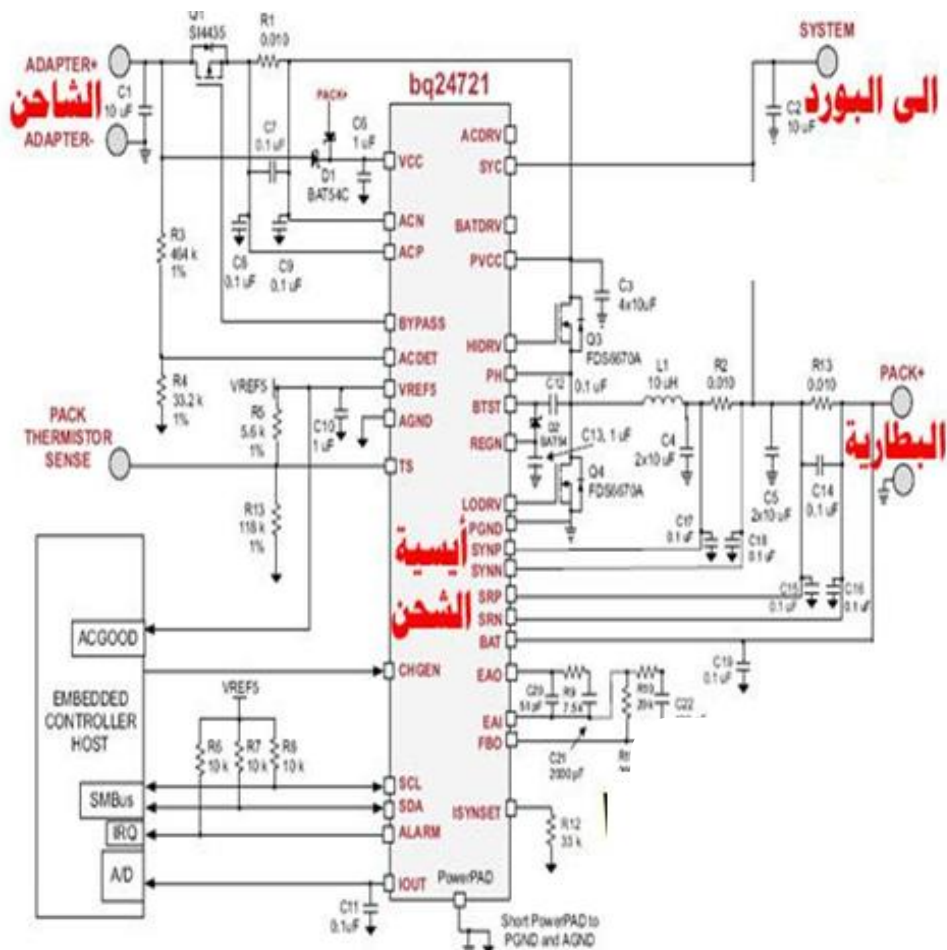 Q1
SI4435
R1
0.010
SYSTEM
ADAPTER+
الشاحن
ADAPTER-
C1
10 uF
PACK+
C7
0.1 uF
C6
1 uF
bq24721
الى البورد
C2
10 uF
D1
BAT54C
VCC
ACN
ACP
BYPASS
ACDET
VREF5
AGND
TS
ACDRV
SYC
BATDRV
PVCC
HIDRV
PH
BTST
REGN
LODRV
PGND
SYNP
SYNN
SRP
SRN
BAT
EAO
EAI
FBO
ISYNSET
R3
464 k
1%
C8
0.1 uF
C9
0.1 uF
R4
33.2 k
1%
VREF5
R5
5.6 k
1%
C10
1 uF
PACK
THERMISTOR
SENSE
R13
118 k
1%
C3
4x10uF
Q3
FDS6670A
C12
0.1 uF
L1
10 uH
R2
0.010
R13
0.010
PACK+
البطارية
D2
BAT54
C13, 1 uF
Q4
FDS6670A
C4
2x10 uF
C5
2x10 uF
C14
0.1 uF
C17
0.1 uF
C18
0.1 uF
C15
0.1 uF
C16
0.1 uF
C19
0.1 uF
أيسية
الشحن
ACGOOD
CHGEN
EMBEDDED
CONTROLLER
HOST
VREF5
R6
10 k
R7
10 k
R8
10 k
SMBus
IRQ
A/D
SCL
SDA
ALARM
IOUT
C20
51 pF
R9
7.5 k
R10
20 k
C22
C21
2000 pF
R12
33 k
C11
0.1uF
PowerPAD
Short PowerPAD to
PGND and AGND